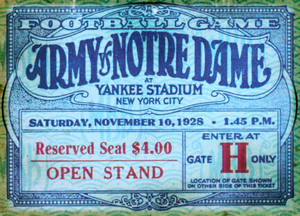 FOOTBALL GAME
ARMY VS NOTRE DAME
AT
YANKEE STADIUM
NEW YORK CITY
SATURDAY, NOVEMBER 10, 1928 • 1.45 P.M.
Reserved Seat $4.00
OPEN STAND
ENTER AT
GATE H ONLY
LOCATION OF GATE SHOWN
ON OTHER SIDE OF THIS TICKET